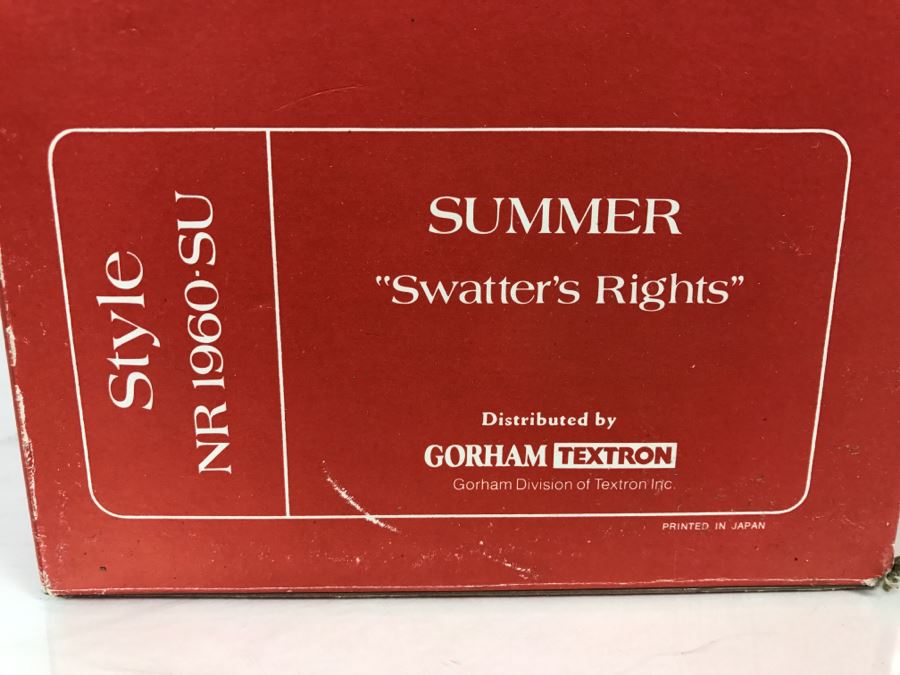 Style
NR 1960-SU
SUMMER
“Swatter's Rights”
Distributed by
GORHAM TEXTRON
Gorham Division of Textron Inc.
PRINTED IN JAPAN